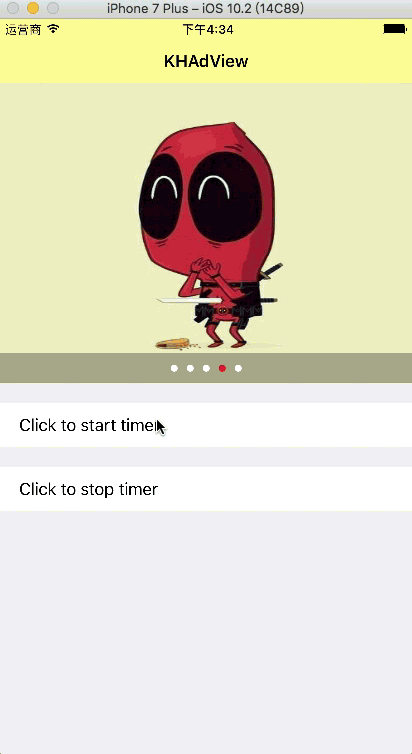 iPhone 7 Plus – iOS 10.2 (14C89)
运营商 下午4:34
KHAdView
Click to start timer
Click to stop timer